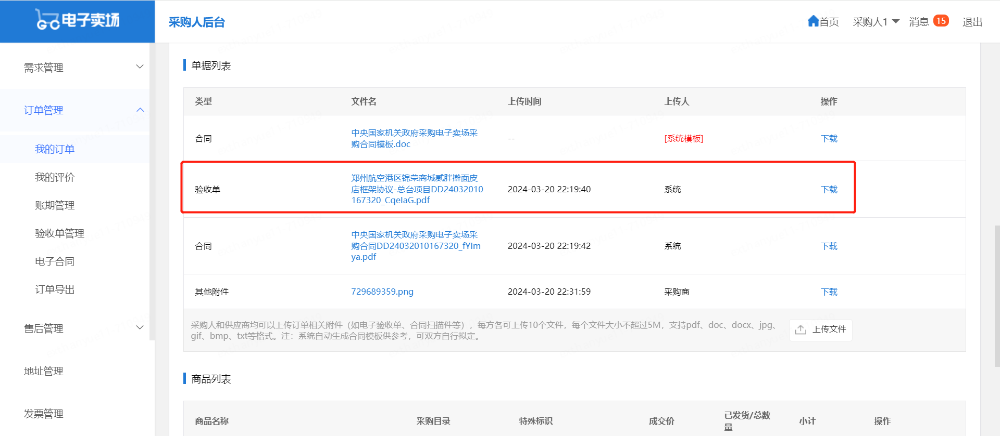 GO 电子卖场
采购人后台
首页
采购人1
消息 15
退出
需求管理
订单管理
我的订单
我的评价
账期管理
验收单管理
电子合同
订单导出
售后管理
地址管理
发票管理
单据列表
类型 文件名 上传时间 上传人 操作
合同
中央国家机关政府采购电子卖场采
购合同模板.doc
--
[系统模板]
下载
验收单
郑州航空港区锦荣商城贰胖擀面皮
店框架协议-总台项目DD24032010
167320_CqeIaG.pdf
2024-03-20 22:19:40
系统
下载
合同
中央国家机关政府采购电子卖场采
购合同DD24032010167320_fYIm
ya.pdf
2024-03-20 22:19:42
系统
下载
其他附件
729689359.png
2024-03-20 22:31:59
采购商
下载
采购人和供应商均可以上传订单相关附件（如电子验收单、合同扫描件等），每方各可上传10个文件，每个文件大小不超过5M，支持pdf、doc、docx、jpg、
gif、bmp、txt等格式。注：系统自动生成合同模板供参考，可双方自行拟定。
上传文件
商品列表
商品名称 采购目录 特殊标识 成交价
已发货/总数
量
小计 操作